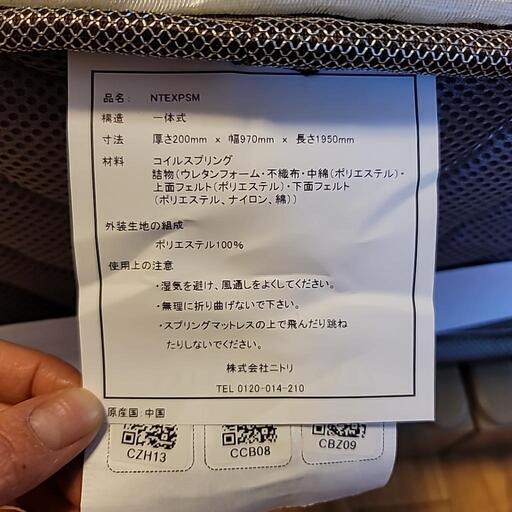 品名: NTEXPSM
構造 一体式
寸法 厚さ200mm x 幅970mm x 長さ1950mm
材料 コイルスプリング
詰物(ウレタンフォーム・不織布・中綿(ポリエステル)・
上面フェルト(ポリエステル)・下面フェルト
(ポリエステル、ナイロン、綿))
外装生地の組成
ポリエステル100%
使用上の注意
・湿気を避け、風通しをよくしてください。
・無理に折り曲げないで下さい。
・スプリングマットレスの上で飛んだり跳ね
たりしないでください。
株式会社ニトリ
TEL 0120-014-210
原産国:中国
CZH13 CCB08 CBZ09